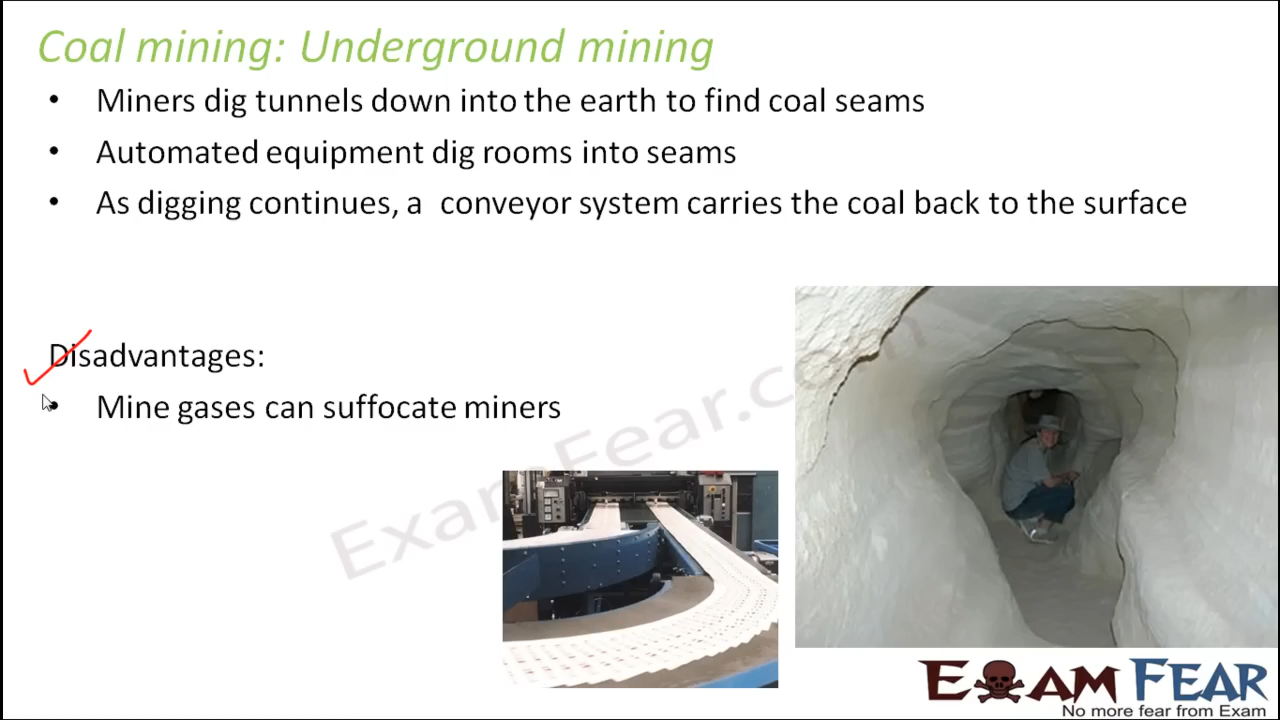 Coal mining: Underground mining
• Miners dig tunnels down into the earth to find coal seams
• Automated equipment dig rooms into seams
• As digging continues, a  conveyor system carries the coal back to the surface
Disadvantages:
• Mine gases can suffocate miners
ExamFear.co
EXAM FEAR
No more fear from Exam